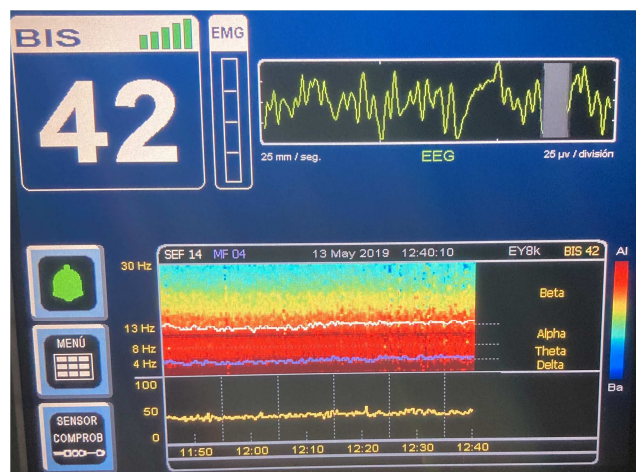 BIS
EMG
42
25 mm / seg.
EEG
25 µv / división
SEF 14 MF 04 13 May 2019 12:40:10 EY8k BIS 42
Al
30 Hz
Beta
13 Hz
Alpha
8 Hz
Theta
4 Hz
Delta
MENÚ
100
Ba
50
SENSOR
COMPROB
0
11:50 12:00 12:10 12:20 12:30 12:40